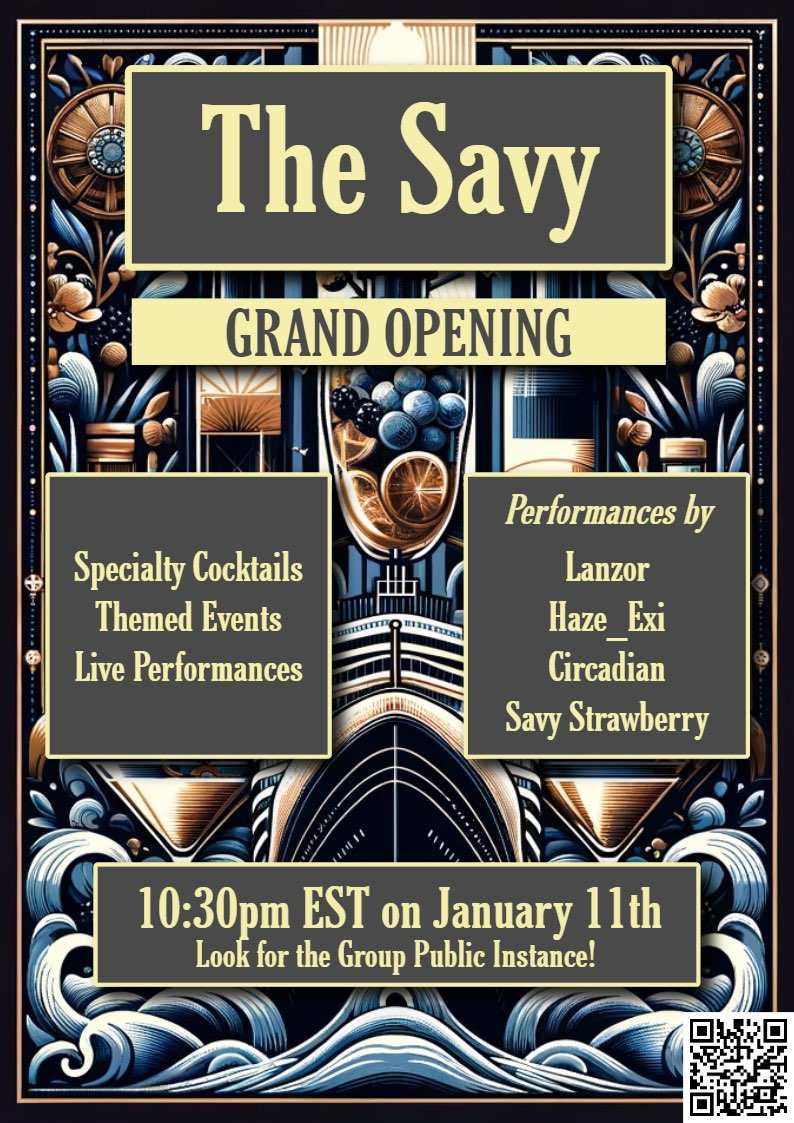 The Savy
GRAND OPENING
Specialty Cocktails
Themed Events
Live Performances
Performances by
Lanzor
Haze_Exi
Circadian
Savy Strawberry
10:30pm EST on January 11th
Look for the Group Public Instance!